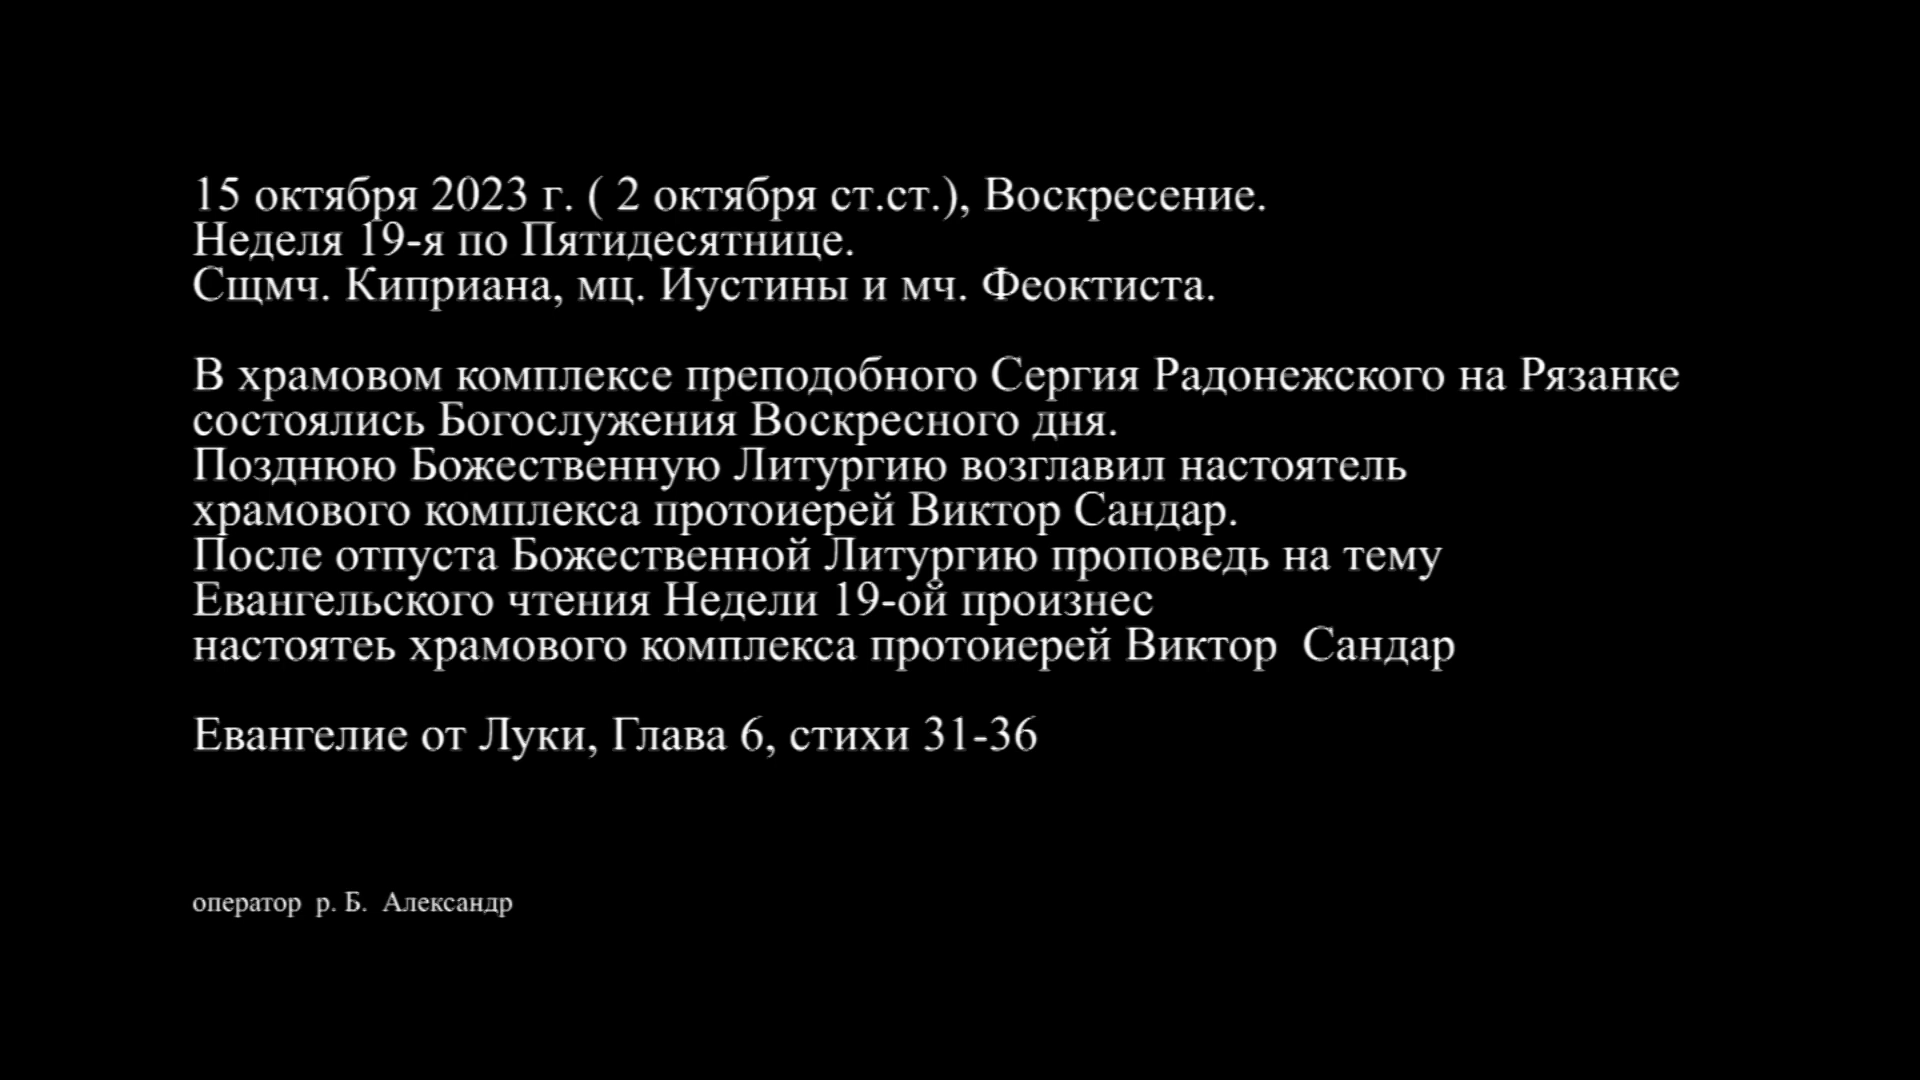 15 октября 2023 г. ( 2 октября ст.ст.), Воскресение.
Неделя 19-я по Пятидесятнице.
Сщмч. Киприана, мц. Иустины и мч. Феоктиста.
В храмовом комплексе преподобного Сергия Радонежского на Рязанке
состоялись Богослужения Воскресного дня.
Позднюю Божественную Литургию возглавил настоятель
храмового комплекса протоиерей Виктор Сандар.
После отпуста Божественной Литургию проповедь на тему
Евангельского чтения Недели 19-ой произнес
настоятеь храмового комплекса протоиерей Виктор  Сандар
Евангелие от Луки, Глава 6, стихи 31-36
оператор  р. Б.  Александр